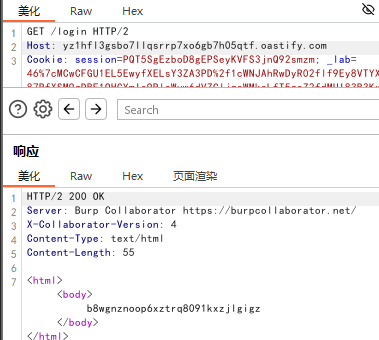 美化 Raw Hex
1 GET /login HTTP/2
2 Host: yz1hfl3gsbo7llqsrrp7xo6gb7h05qtf.oastify.com
3 Cookie: session=PQT5SgEzboD8gEPSeyKVFS3jnQ92smzm; _lab=
46%7cMCwCFGU1EL5EwyfXELsY3ZA3PD%2f1cWNJAhRwDyRO2flf9Ey8VTYX
Search
响应
美化 Raw Hex 页面渲染
1 HTTP/2 200 OK
2 Server: Burp Collaborator https://burpcollaborator.net/
3 X-Collaborator-Version: 4
4 Content-Type: text/html
5 Content-Length: 55
6
7 <html>
<body>
b8wgnznoop6xztrq8091kxzjlgigz
</body>
</html>